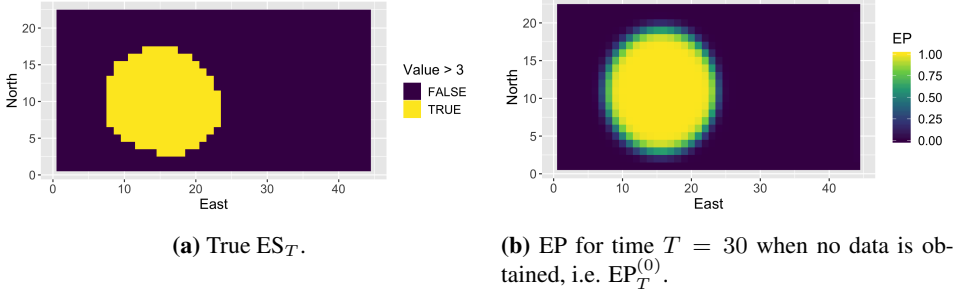 20
15
10
5
0
North
0
10
20
30
40
East
Value > 3
FALSE
TRUE
(a) True ES_T.
20
15
10
5
0
North
0
10
20
30
40
East
EP
1.00
0.75
0.50
0.25
0.00
(b) EP for time T = 30 when no data is ob-
tained, i.e. EP_T^(0).